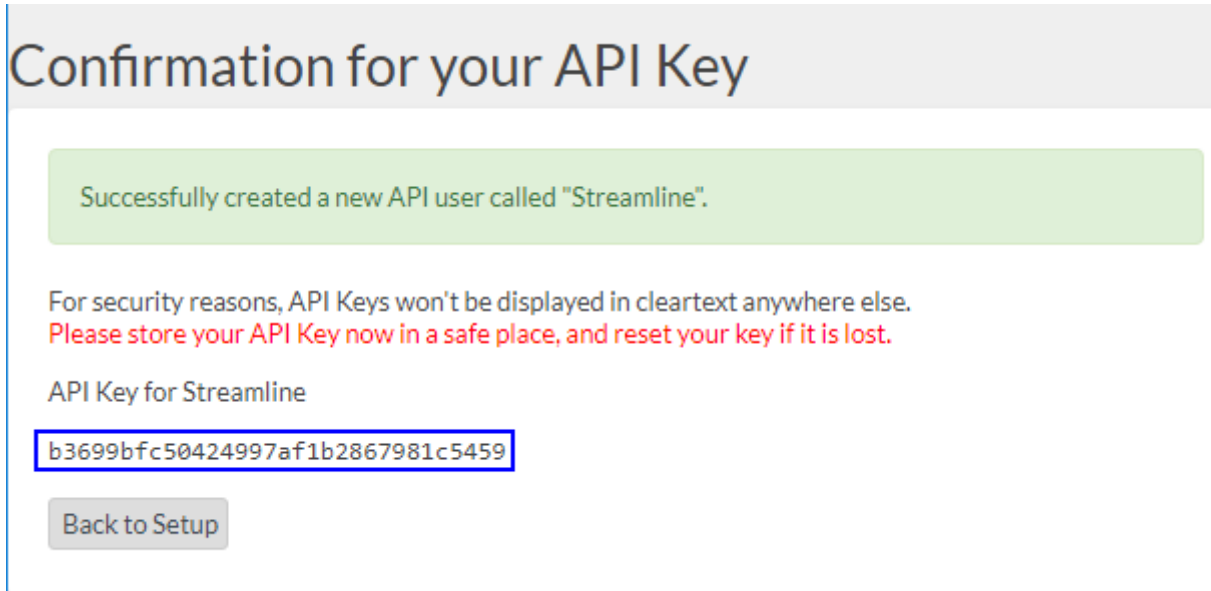 Confirmation for your API Key
Successfully created a new API user called "Streamline".
For security reasons, API Keys won't be displayed in cleartext anywhere else.
Please store your API Key now in a safe place, and reset your key if it is lost.
API Key for Streamline
b3699bfc50424997af1b2867981c5459
Back to Setup